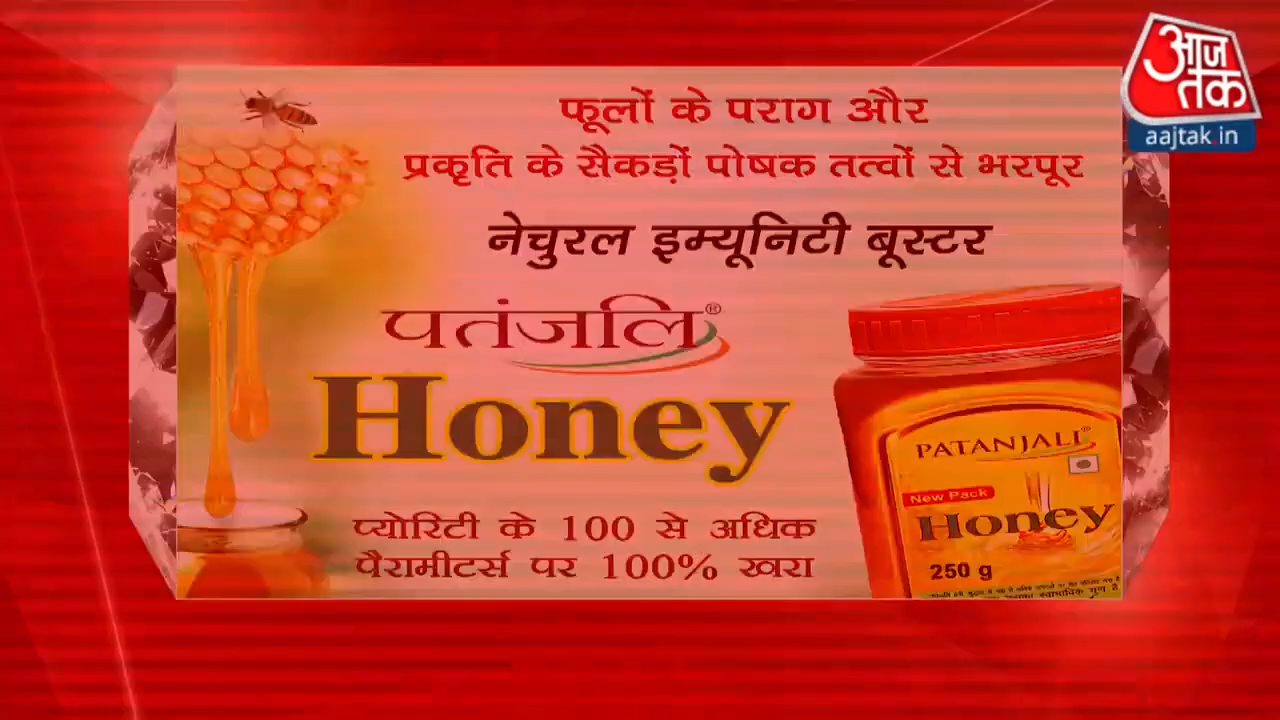 आज
तक
aajtak.in
फूलों के पराग और
प्रकृति के सैकड़ों पोषक तत्वों से भरपूर
नेचुरल इम्यूनिटी बूस्टर
पतंजलि®
Honey
प्योरिटी के 100 से अधिक
पैरामीटर्स पर 100% खरा
PATANJALI®
New Pack
Honey
250 g